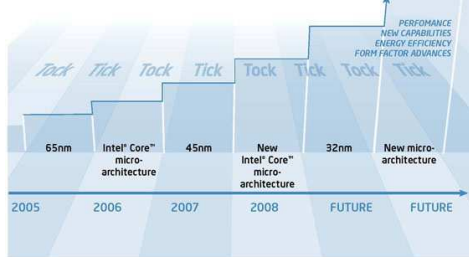 PERFOMANCE
NEW CAPABILITIES
ENERGY EFFICIENCY
FORM FACTOR ADVANCES
Tock Tick Tock Tick Tock Tick Tock Tick
65nm
Intel® Core™
micro-
architecture
45nm
New
Intel® Core™
micro-
architecture
32nm
New micro-
architecture
2005 2006 2007 2008 FUTURE FUTURE